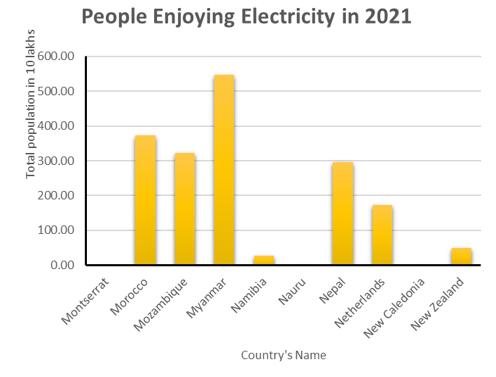 People Enjoying Electricity in 2021
Total population in 10 lakhs
600.00
500.00
400.00
300.00
200.00
100.00
0.00
Montserrat
Morocco
Mozambique
Myanmar
Namibia
Nauru
Nepal
Netherlands
New Caledonia
New Zealand
Country's Name